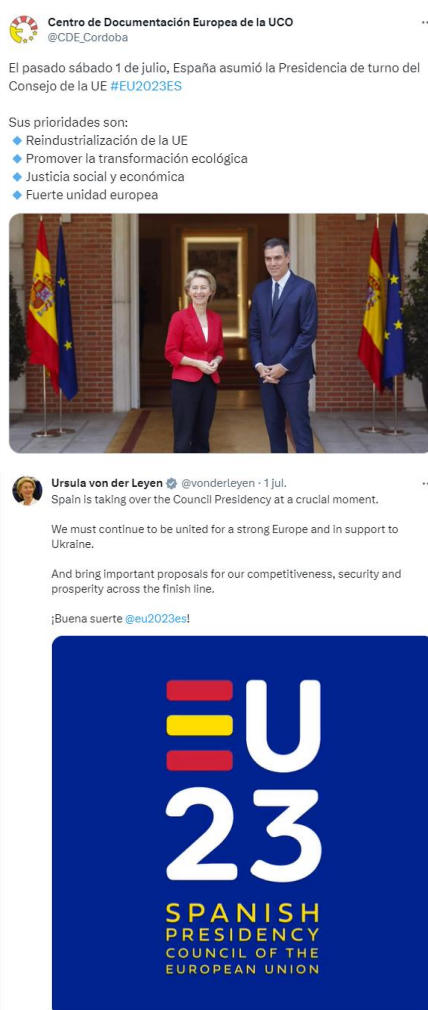 Centro de Documentación Europea de la UCO
@CDE_Cordoba
El pasado sábado 1 de julio, España asumió la Presidencia de turno del
Consejo de la UE #EU2023ES
Sus prioridades son:
Reindustrialización de la UE
Promover la transformación ecológica
Justicia social y económica
Fuerte unidad europea
Ursula von der Leyen @vonderleyen · 1 jul.
Spain is taking over the Council Presidency at a crucial moment.
We must continue to be united for a strong Europe and in support to
Ukraine.
And bring important proposals for our competitiveness, security and
prosperity across the finish line.
¡Buena suerte @eu2023es!
EU
23
SPANISH
PRESIDENCY
COUNCIL OF THE
EUROPEAN UNION